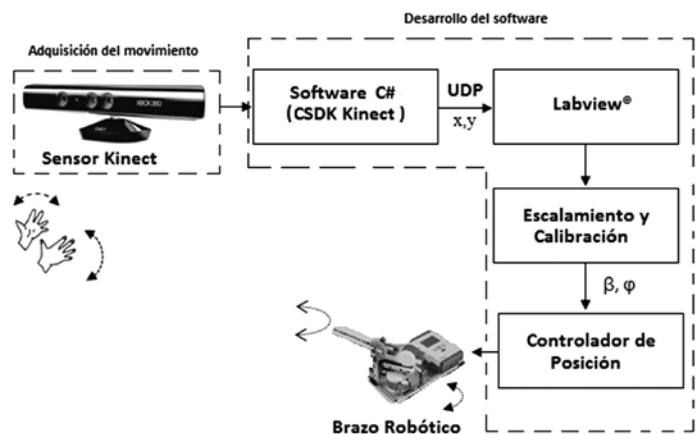 Desarrollo del software
Adquisición del movimiento
XBOX 360
Sensor Kinect
Software C#
(CSDK Kinect )
UDP
x,y
Labview®
Escalamiento y
Calibración
β, φ
Controlador de
Posición
Brazo Robótico